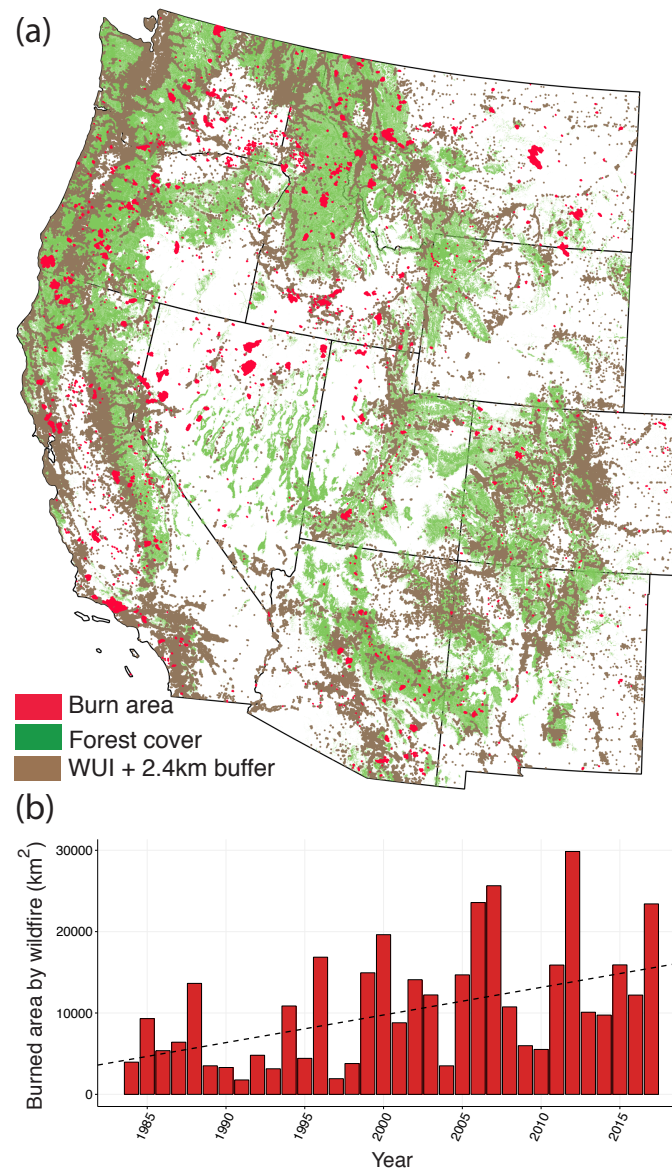 (a)
Burn area
Forest cover
WUI + 2.4km buffer
(b)
Burned area by wildfire (km²)
30000
20000
10000
0
1985
1990
1995
2000
2005
2010
2015
Year